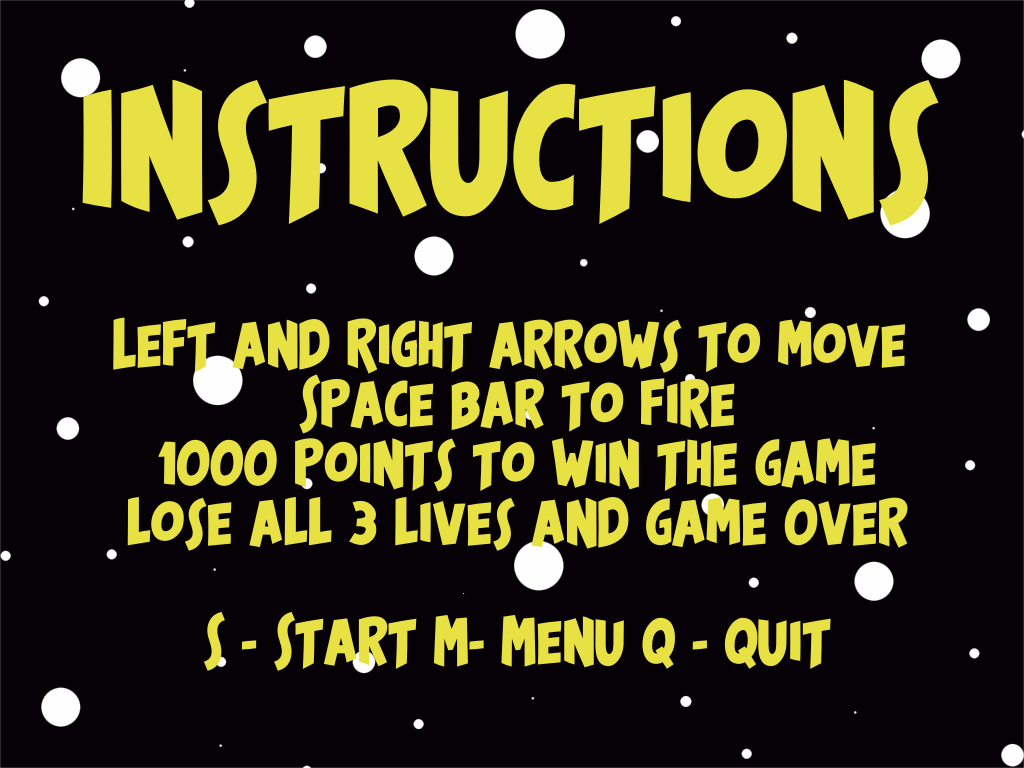 INSTRUCTIONS
LEFT AND RIGHT ARROWS TO MOVE
SPACE BAR TO FIRE
1000 POINTS TO WIN THE GAME
LOSE ALL 3 LIVES AND GAME OVER
S - START M- MENU Q - QUIT